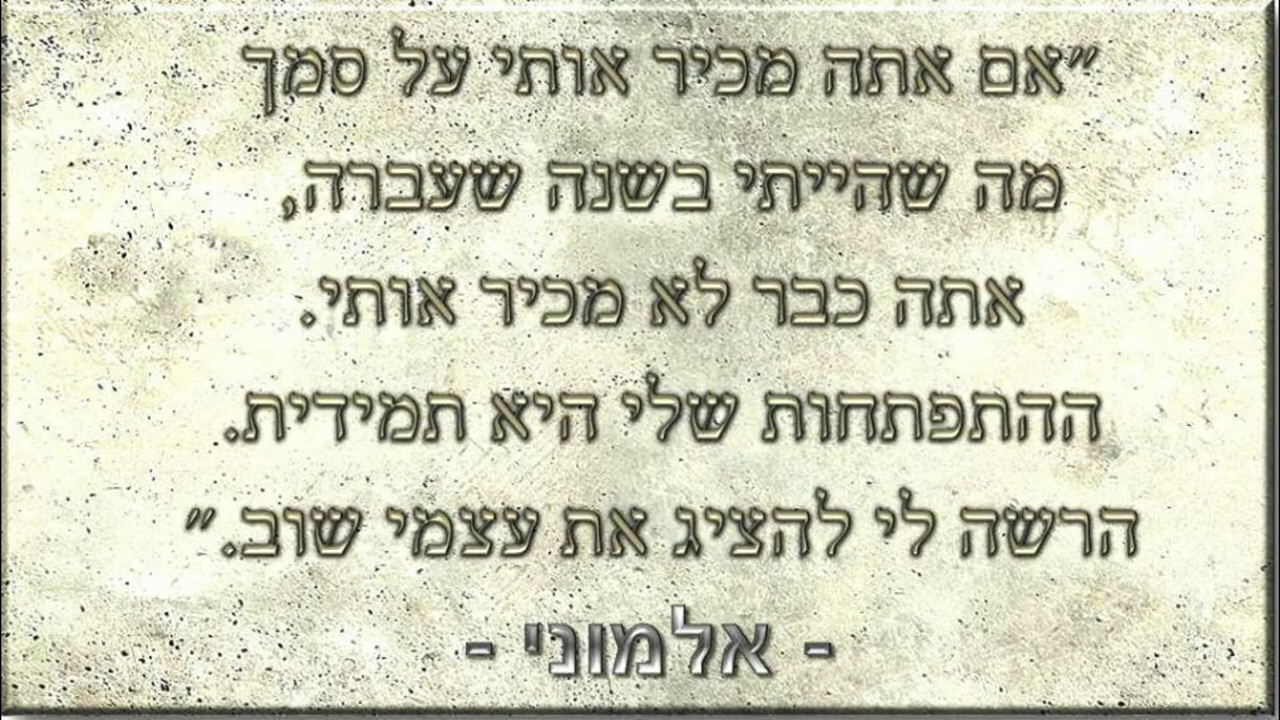 "אם אתה מכיר אותי על סמך
מה שהייתי בשנה שעברה,
אתה כבר לא מכיר אותי.
ההתפתחות שלי היא תמידית.
הרשה לי להציג את עצמי שוב."
- אלמוני -